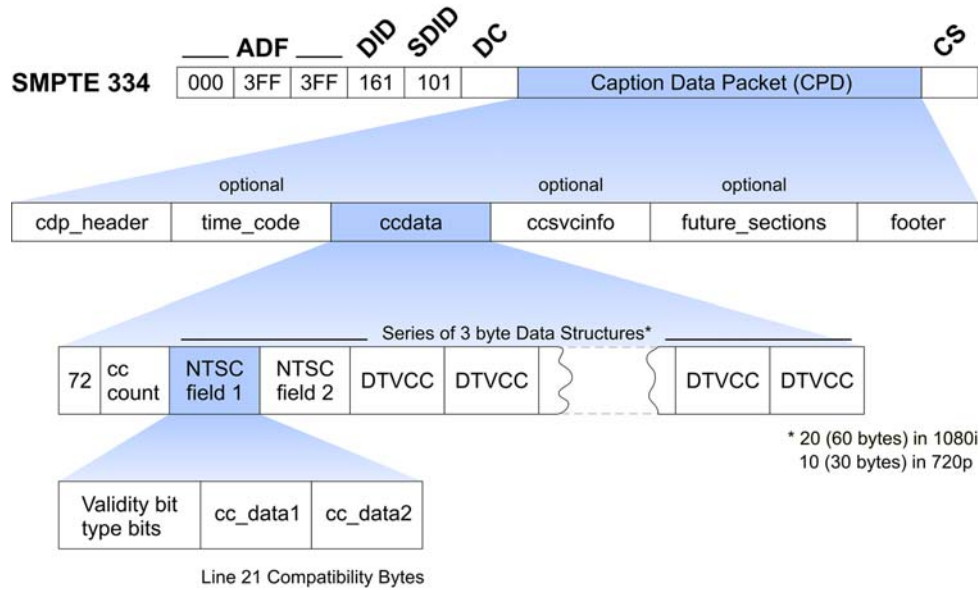 ADF DID SDID DC CS
SMPTE 334 000 3FF 3FF 161 101 Caption Data Packet (CPD)
optional optional optional
cdp_header time_code ccdata ccsvcinfo future_sections footer
Series of 3 byte Data Structures*
72 cc count NTSC field 1 NTSC field 2 DTVCC DTVCC DTVCC DTVCC
* 20 (60 bytes) in 1080i
10 (30 bytes) in 720p
Validity bit type bits cc_data1 cc_data2
Line 21 Compatibility Bytes